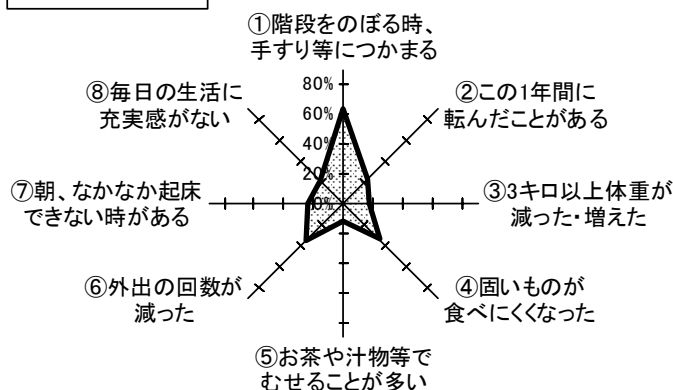 ①階段をのぼる時、
手すり等につかまる
80%
60%
40%
20%
0%
②この1年間に
転んだことがある
③3キロ以上体重が
減った・増えた
④固いものが
食べにくくなった
⑤お茶や汁物等で
むせることが多い
⑥外出の回数が
減った
⑦朝、なかなか起床
できない時がある
⑧毎日の生活に
充実感がない